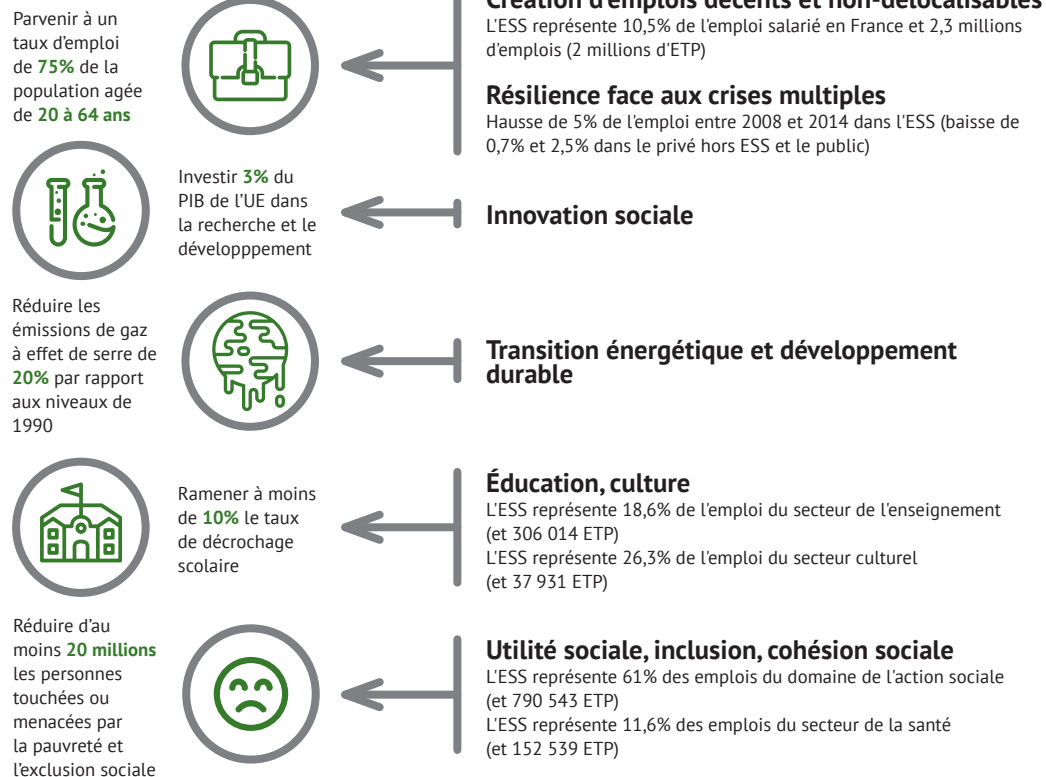 Parvenir à un
taux d’emploi
de 75% de la
population agée
de 20 à 64 ans
Création d'emplois décents et non-délocalisables
L'ESS représente 10,5% de l'emploi salarié en France et 2,3 millions
d'emplois (2 millions d'ETP)
Résilience face aux crises multiples
Hausse de 5% de l'emploi entre 2008 et 2014 dans l'ESS (baisse de
0,7% et 2,5% dans le privé hors ESS et le public)
Investir 3% du
PIB de l’UE dans
la recherche et le
développpement
Innovation sociale
Réduire les
émissions de gaz
à effet de serre de
20% par rapport
aux niveaux de
1990
Transition énergétique et développement
durable
Ramener à moins
de 10% le taux
de décrochage
scolaire
Éducation, culture
L'ESS représente 18,6% de l'emploi du secteur de l'enseignement
(et 306 014 ETP)
L'ESS représente 26,3% de l'emploi du secteur culturel
(et 37 931 ETP)
Réduire d’au
moins 20 millions
les personnes
touchées ou
menacées par
la pauvreté et
l’exclusion sociale
Utilité sociale, inclusion, cohésion sociale
L'ESS représente 61% des emplois du domaine de l'action sociale
(et 790 543 ETP)
L'ESS représente 11,6% des emplois du secteur de la santé
(et 152 539 ETP)